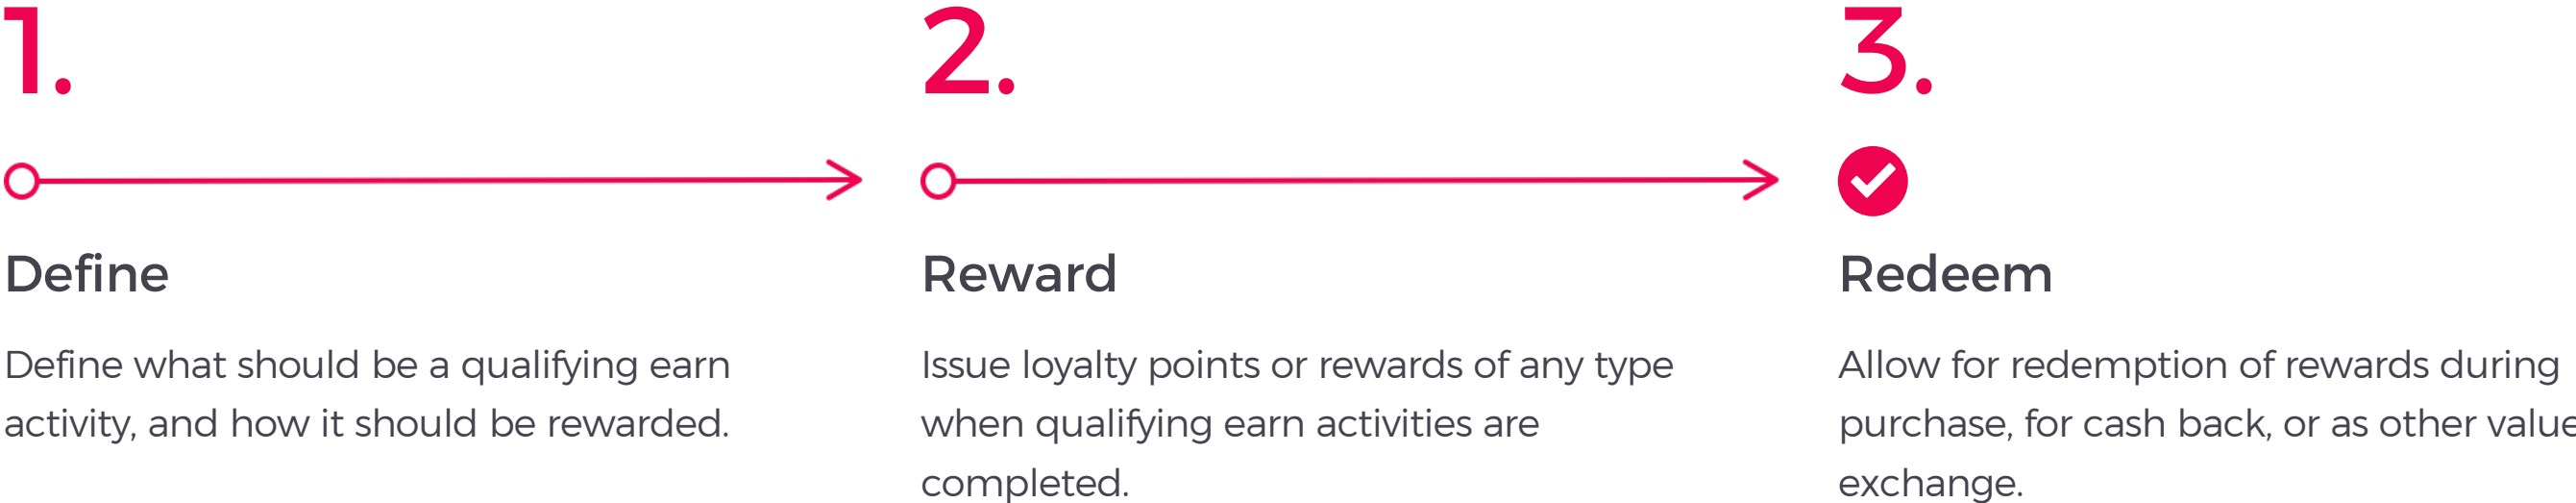 1.
Define
Define what should be a qualifying earn
activity, and how it should be rewarded.
2.
Reward
Issue loyalty points or rewards of any type
when qualifying earn activities are
completed.
3.
Redeem
Allow for redemption of rewards during
purchase, for cash back, or as other value
exchange.